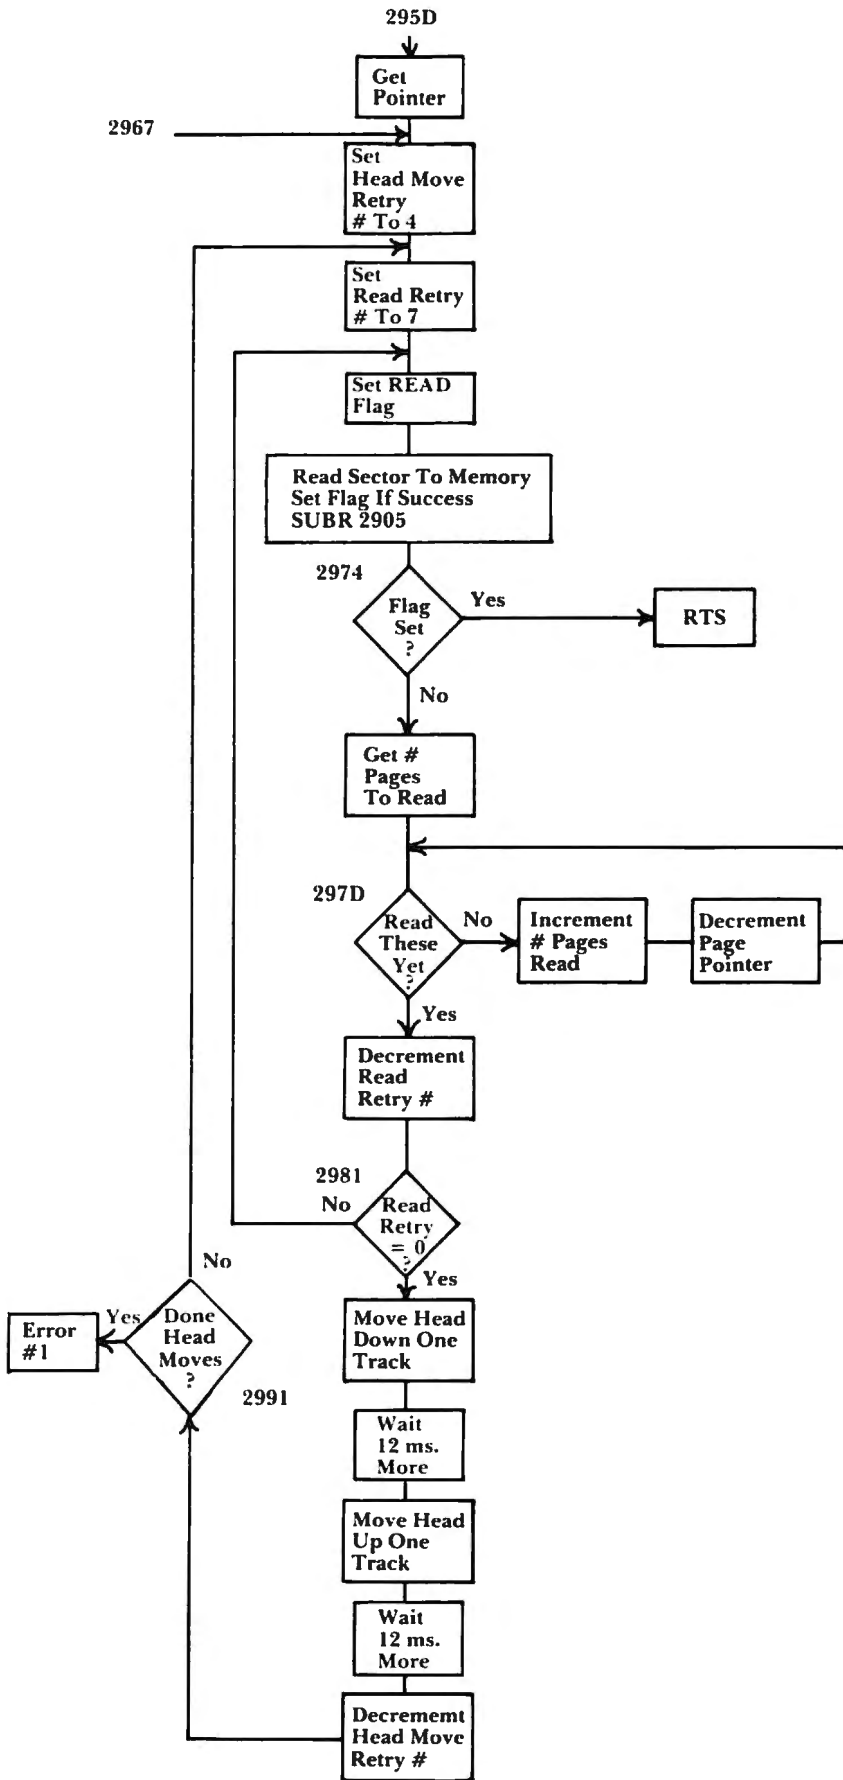 295D
Get
Pointer
2967
Set
Head Move
Retry
# To 4
Set
Read Retry
# To 7
Set READ
Flag
Read Sector To Memory
Set Flag If Success
SUBR 2905
2974
Flag
Set
?
Yes
RTS
No
Get #
Pages
To Read
297D
Read
These
Yet
?
No
Increment
# Pages
Read
Decrement
Page
Pointer
Yes
Decrement
Read
Retry #
2981
No
Read
Retry
= 0
?
Yes
No
Error
#1
Yes
Done
Head
Moves
?
2991
Move Head
Down One
Track
Wait
12 ms.
More
Move Head
Up One
Track
Wait
12 ms.
More
Decrememt
Head Move
Retry #